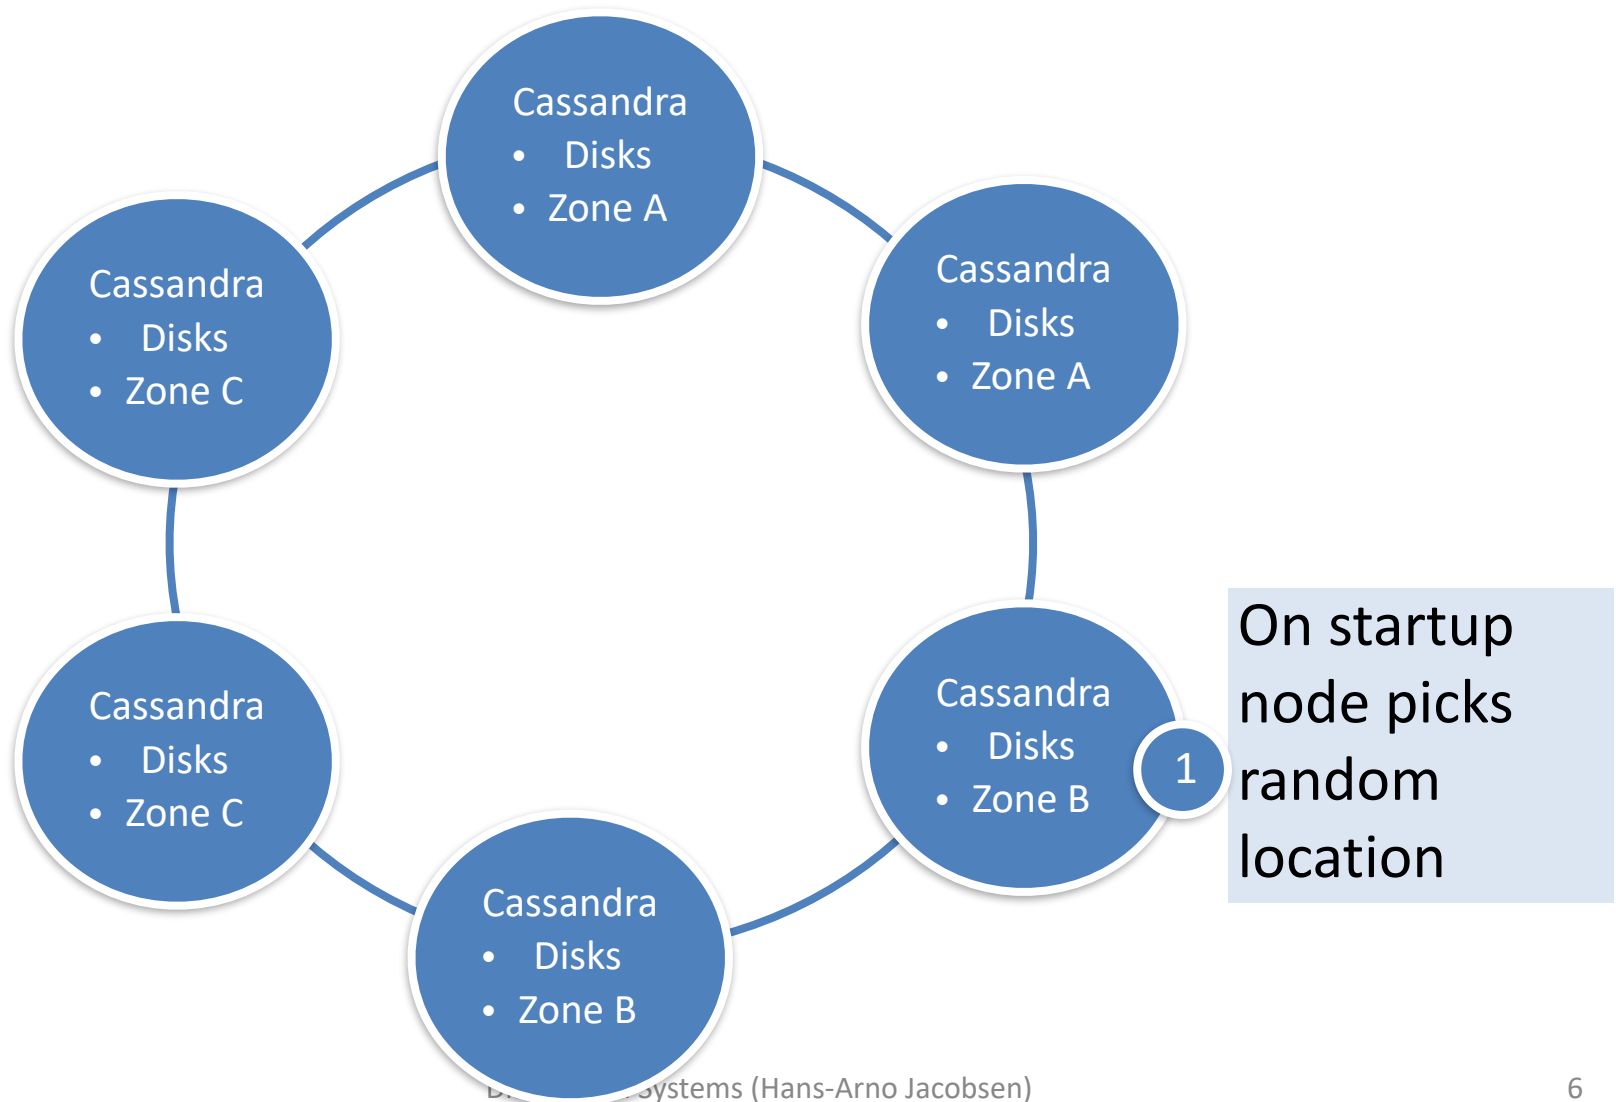 Cassandra
• Disks
• Zone A
Cassandra
• Disks
• Zone A
Cassandra
• Disks
• Zone C
Cassandra
• Disks
• Zone B
1
On startup
node picks
random
location
Cassandra
• Disks
• Zone C
Cassandra
• Disks
• Zone B
Systems (Hans-Arno Jacobsen)
6